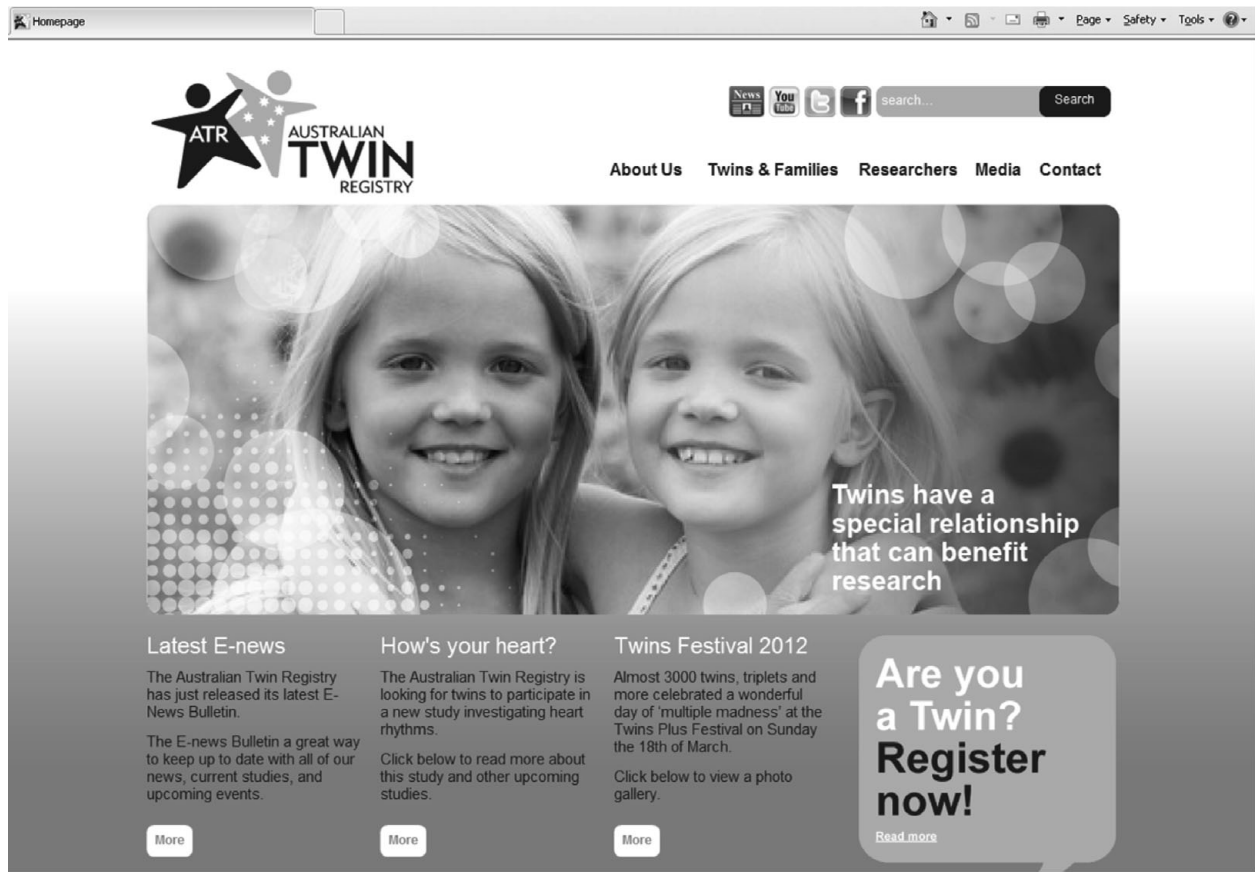 Homepage
Page
Safety
Tools
ATR
AUSTRALIAN
TWIN
REGISTRY
News
You
Tube
search...
Search
About Us
Twins & Families
Researchers
Media
Contact
Twins have a
special relationship
that can benefit
research
Latest E-news
The Australian Twin Registry
has just released its latest E-
News Bulletin.
The E-news Bulletin a great way
to keep up to date with all of our
news, current studies, and
upcoming events.
More
How's your heart?
The Australian Twin Registry is
looking for twins to participate in
a new study investigating heart
rhythms.
Click below to read more about
this study and other upcoming
studies.
More
Twins Festival 2012
Almost 3000 twins, triplets and
more celebrated a wonderful
day of 'multiple madness' at the
Twins Plus Festival on Sunday
the 18th of March.
Click below to view a photo
gallery.
More
Are you
a Twin?
Register
now!
Read more